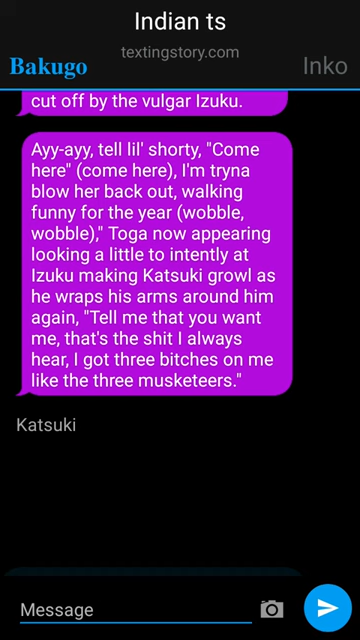 Indian ts
textingstory.com
Bakugo
Inko
cut off by the vulgar Izuku.
Ayy-ayy, tell lil' shorty, "Come
here" (come here), I'm tryna
blow her back out, walking
funny for the year (wobble,
wobble)," Toga now appearing
looking a little to intently at
Izuku making Katsuki growl as
he wraps his arms around him
again, "Tell me that you want
me, that's the shit I always
hear, I got three bitches on me
like the three musketeers."
Katsuki
Message